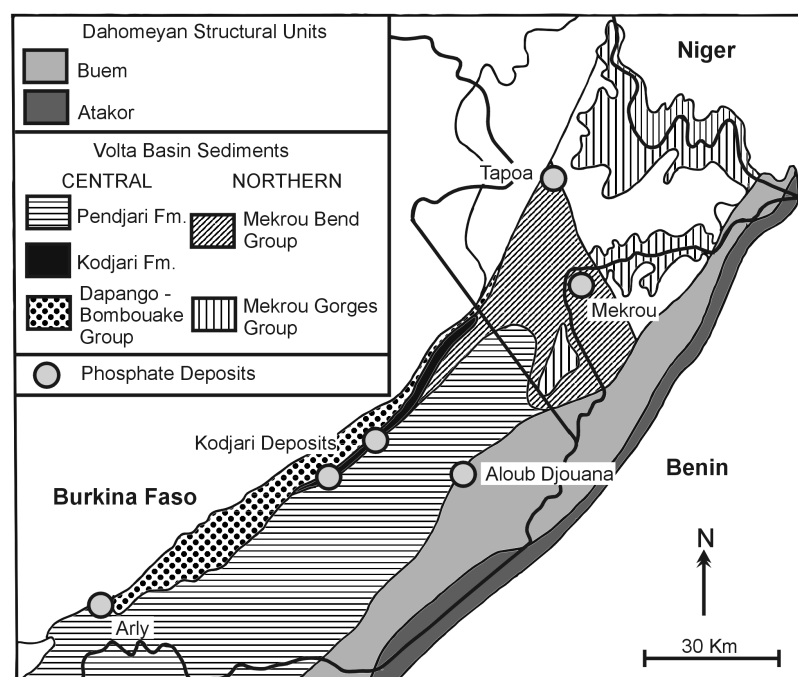 Dahomeyan Structural Units
Buem
Atakor
Volta Basin Sediments
CENTRAL NORTHERN
Pendjari Fm.
Mekrou Bend
Group
Kodjari Fm.
Dapango -
Bombouake
Group
Mekrou Gorges
Group
Phosphate Deposits
Niger
Tapoa
Mekrou
Kodjari Deposits
Aloub Djouana
Burkina Faso
Benin
N
Arly
30 Km